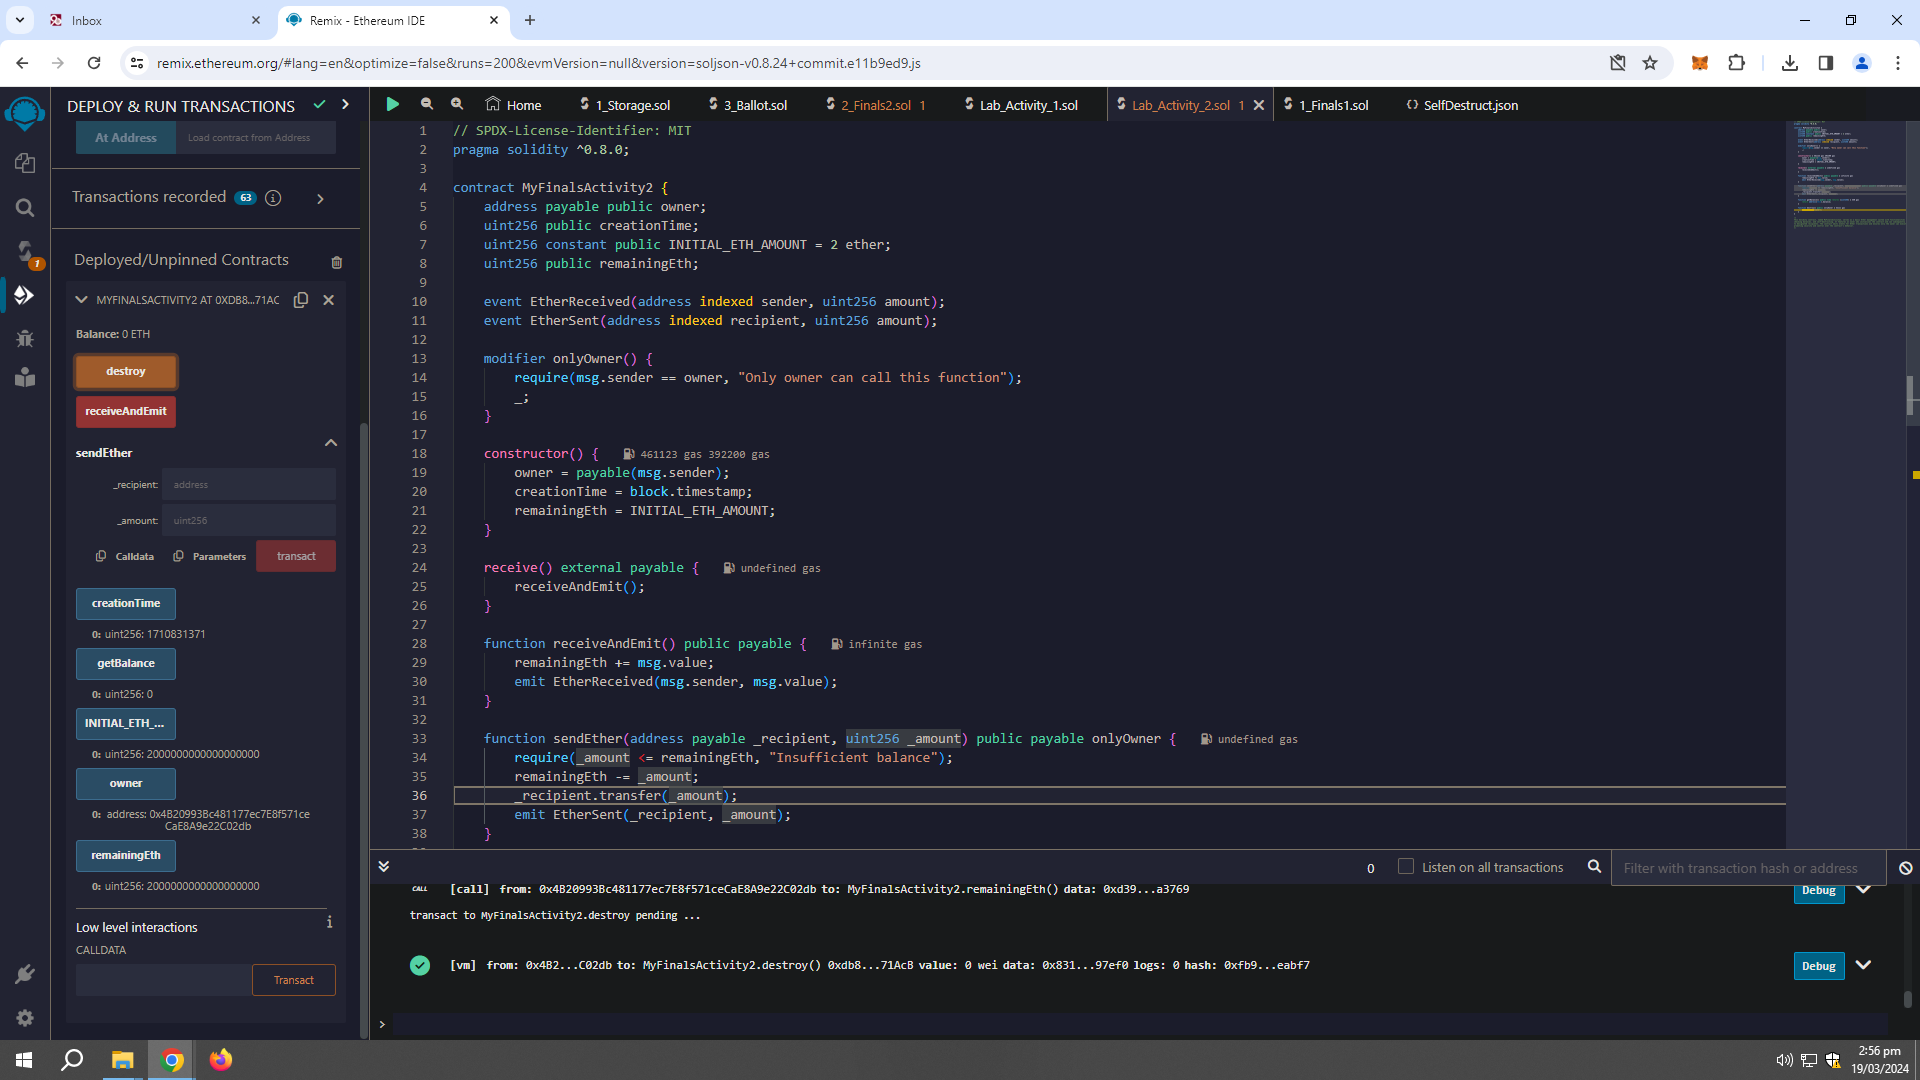 Inbox
Remix - Ethereum IDE
remix.ethereum.org/#lang=en&optimize=false&runs=200&evmVersion=null&version=soljson-v0.8.24+commit.e11b9ed9.js
DEPLOY & RUN TRANSACTIONS
At Address
Load contract from Address
Transactions recorded 63
Deployed/Unpinned Contracts
1
MYFINALSACTIVITY2 AT 0XDB8...71AC
Balance: 0 ETH
destroy
receiveAndEmit
sendEther
_recipient: address
_amount: uint256
Calldata Parameters transact
creationTime
0: uint256: 1710831371
getBalance
0: uint256: 0
INITIAL_ETH_...
0: uint256: 2000000000000000000
owner
0: address: 0x4B20993Bc481177ec7E8f571ce
CaE8A9e22C02db
remainingEth
0: uint256: 2000000000000000000
Low level interactions
CALLDATA
Transact
Home 1_Storage.sol 3_Ballot.sol 2_Finals2.sol 1 Lab_Activity_1.sol Lab_Activity_2.sol 1 1_Finals1.sol SelfDestruct.json
1 // SPDX-License-Identifier: MIT
2 pragma solidity ^0.8.0;
3
4 contract MyFinalsActivity2 {
5 address payable public owner;
6 uint256 public creationTime;
7 uint256 constant public INITIAL_ETH_AMOUNT = 2 ether;
8 uint256 public remainingEth;
9
10 event EtherReceived(address indexed sender, uint256 amount);
11 event EtherSent(address indexed recipient, uint256 amount);
12
13 modifier onlyOwner() {
14 require(msg.sender == owner, "Only owner can call this function");
15 _;
16 }
17
18 constructor() { 461123 gas 392200 gas
19 owner = payable(msg.sender);
20 creationTime = block.timestamp;
21 remainingEth = INITIAL_ETH_AMOUNT;
22 }
23
24 receive() external payable { undefined gas
25 receiveAndEmit();
26 }
27
28 function receiveAndEmit() public payable { infinite gas
29 remainingEth += msg.value;
30 emit EtherReceived(msg.sender, msg.value);
31 }
32
33 function sendEther(address payable _recipient, uint256 _amount) public payable onlyOwner { undefined gas
34 require(_amount <= remainingEth, "Insufficient balance");
35 remainingEth -= _amount;
36 _recipient.transfer(_amount);
37 emit EtherSent(_recipient, _amount);
38 }
0 Listen on all transactions Filter with transaction hash or address
CALL [call] from: 0x4B20993Bc481177ec7E8f571ceCaE8A9e22C02db to: MyFinalsActivity2.remainingEth() data: 0xd39...a3769 Debug
transact to MyFinalsActivity2.destroy pending ...
[vm] from: 0x4B2...C02db to: MyFinalsActivity2.destroy() 0xdb8...71AcB value: 0 wei data: 0x831...97ef0 logs: 0 hash: 0xfb9...eabf7 Debug
>
2:56 pm
19/03/2024